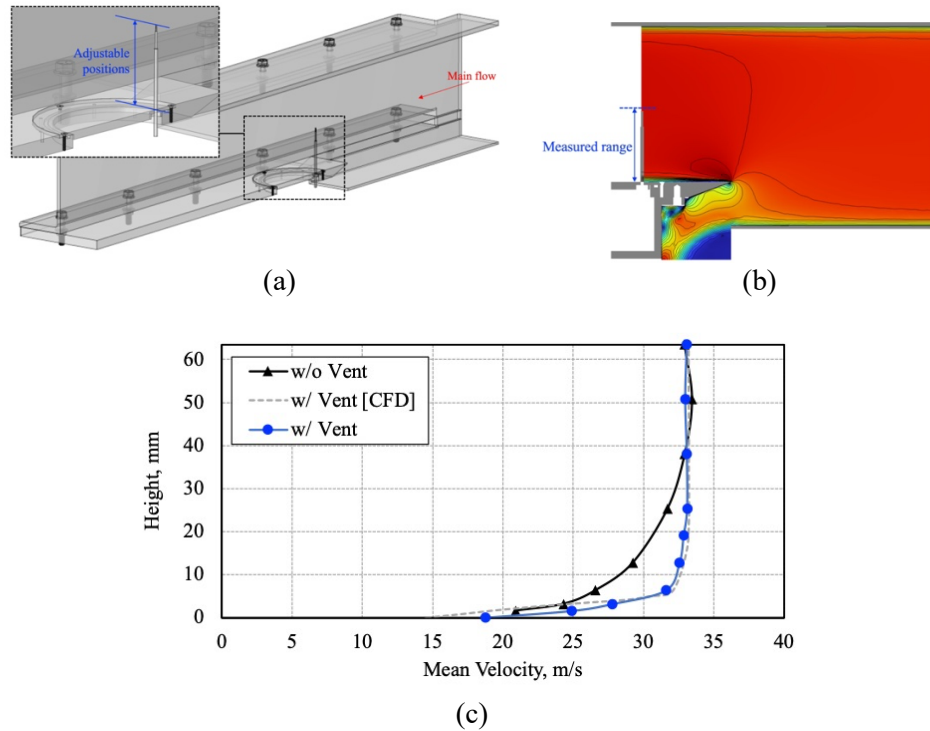 Adjustable
positions
Main flow
(a)
Measured range
(b)
60
50
40
30
20
10
0
Height, mm
w/o Vent
w/ Vent [CFD]
w/ Vent
0 5 10 15 20 25 30 35 40
Mean Velocity, m/s
(c)